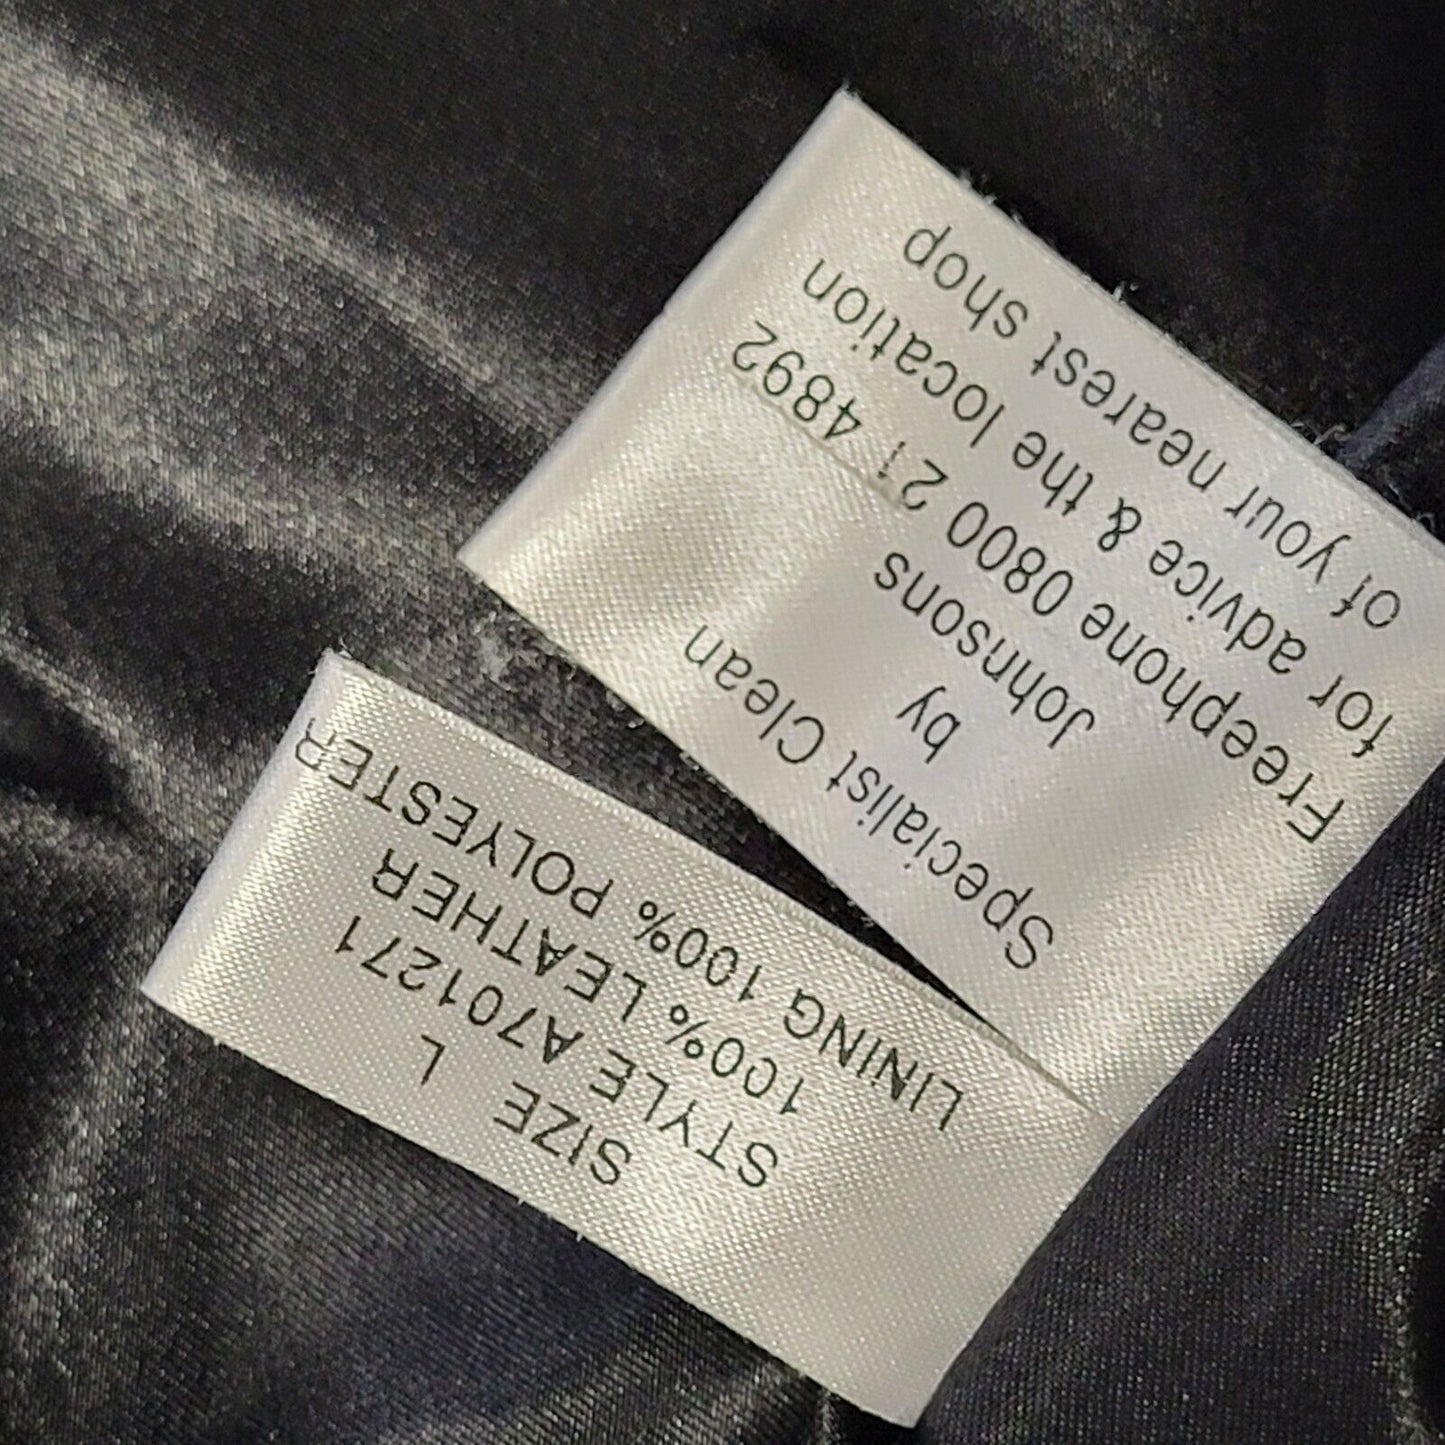 Specialist Clean
by
Johnsons
Freephone 0800 21 4892
for advice & the location
of your nearest shop
SIZE L
STYLE A701271
100% LEATHER
LINING 100% POLYESTER